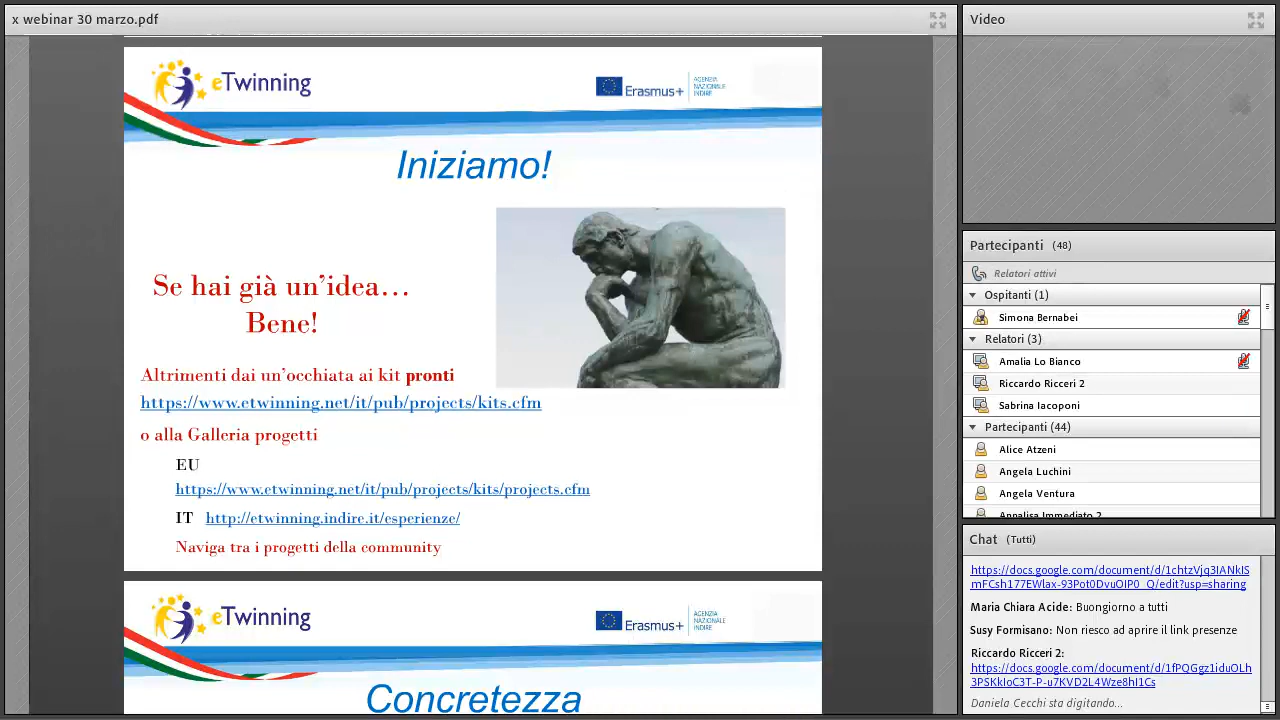 x webinar 30 marzo.pdf
eTwinning
Erasmus+
AGENZIA
NAZIONALE
INDIRE
Iniziamo!
Se hai già un'idea…
Bene!
Altrimenti dai un'occhiata ai kit pronti
https://www.etwinning.net/it/pub/projects/kits.cfm
o alla Galleria progetti
EU
https://www.etwinning.net/it/pub/projects/kits/projects.cfm
IT http://etwinning.indire.it/esperienze/
Naviga tra i progetti della community
eTwinning
Erasmus+
AGENZIA
NAZIONALE
INDIRE
Concretezza
Video
Partecipanti (48)
Relatori attivi
Ospitanti (1)
Simona Bernabei
Relatori (3)
Amalia Lo Bianco
Riccardo Ricceri 2
Sabrina Iacoponi
Partecipanti (44)
Alice Atzeni
Angela Luchini
Angela Ventura
Annalisa Immediato 2
Chat (Tutti)
https://docs.google.com/document/d/1chtzVjq3IANkIS
mFCsh177EWlax-93Pot0DvuOIP0_Q/edit?usp=sharing
Maria Chiara Acide: Buongiorno a tutti
Susy Formisano: Non riesco ad aprire il link presenze
Riccardo Ricceri 2:
https://docs.google.com/document/d/1fPQGgz1iduOLh
3PSKkIoC3T-P-u7KVD2L4Wze8hI1Cs
Daniela Cecchi sta digitando...